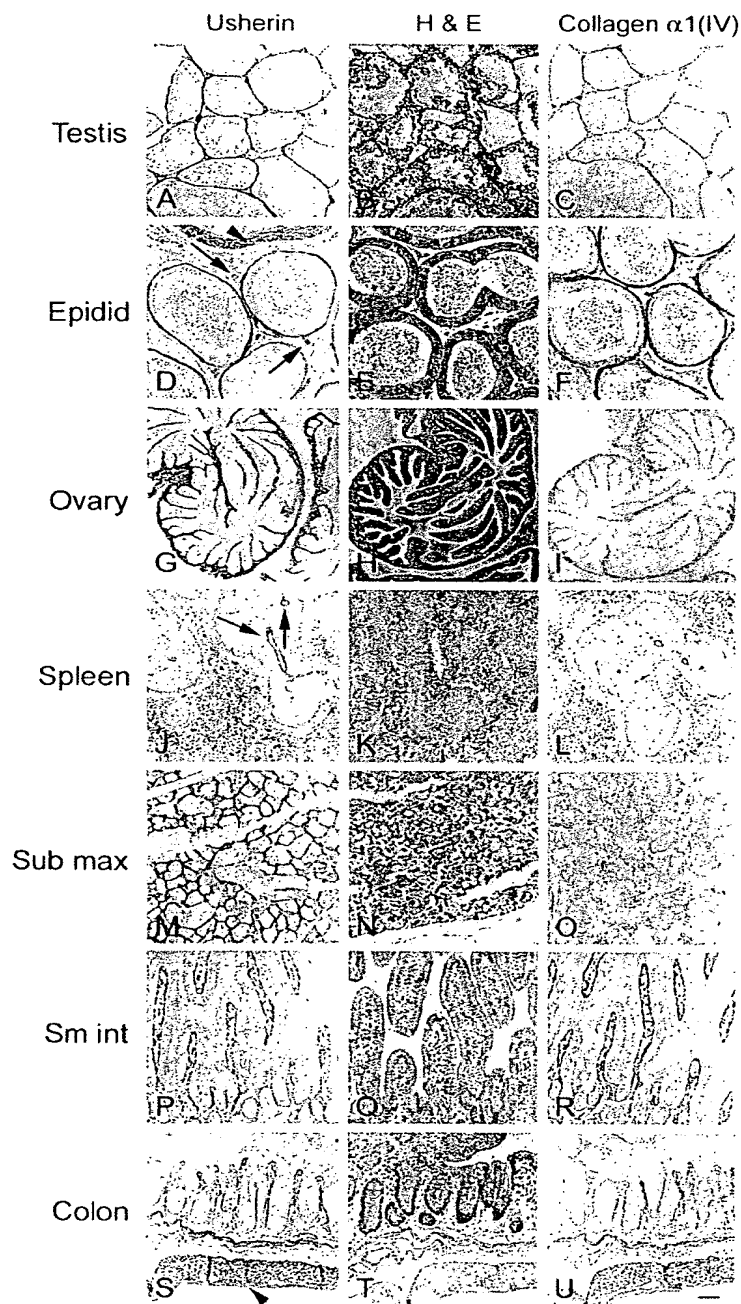 Usherin H & E Collagen α1(IV)
Testis
A B C
Epidid
D E F
Ovary
G H I
Spleen
J K L
Sub max
M N O
Sm int
P Q R
Colon
S T U